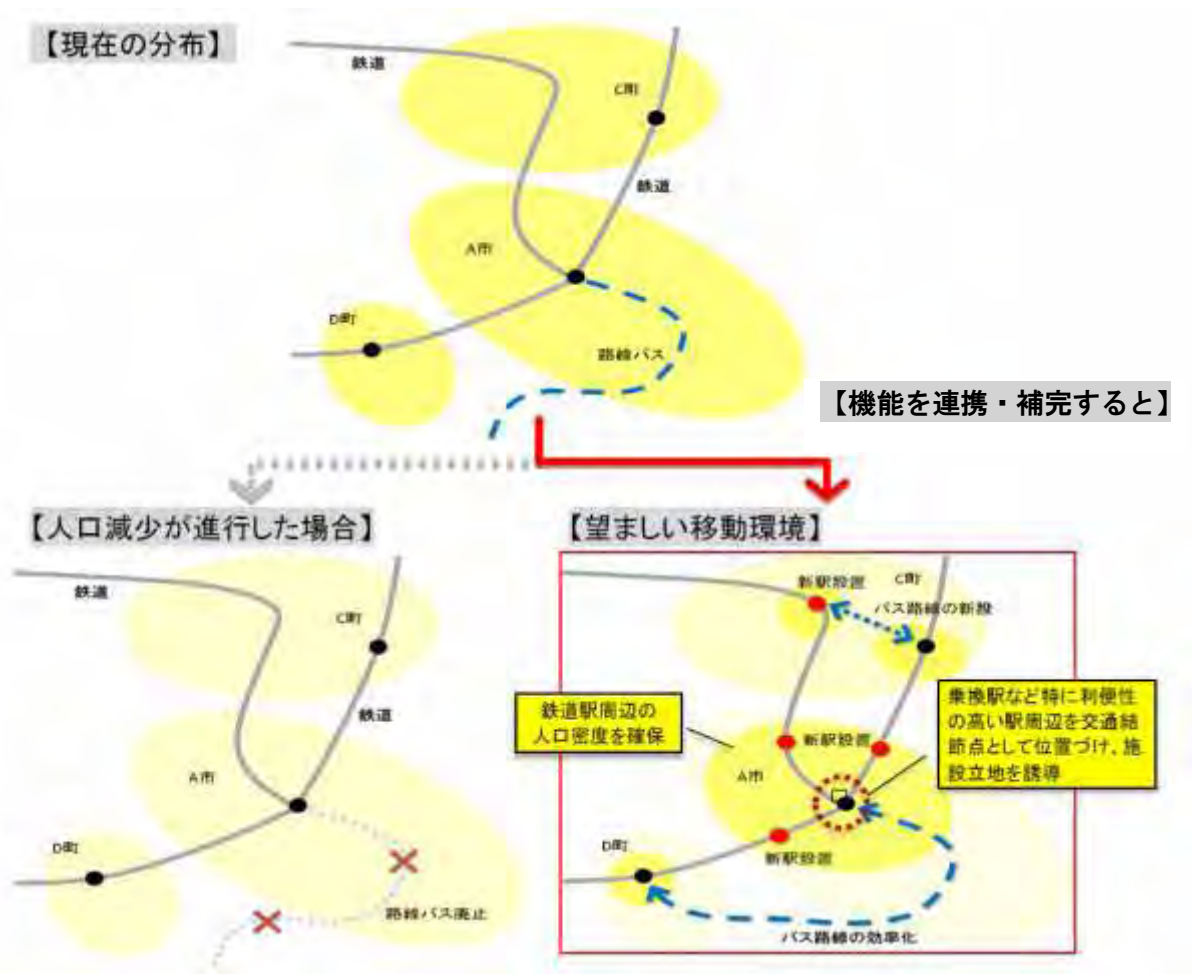 【現在の分布】
鉄道
C町
鉄道
A市
D町
路線バス
【機能を連携・補完すると】
【人口減少が進行した場合】
鉄道
C町
鉄道
A市
D町
路線バス廃止
【望ましい移動環境】
新駅設置
C町
バス路線の新設
鉄道駅周辺の
人口密度を確保
乗換駅など特に利便性
の高い駅周辺を交通結
節点として位置づけ、施
設立地を誘導
新駅設置
A市
D町
新駅設置
バス路線の効率化